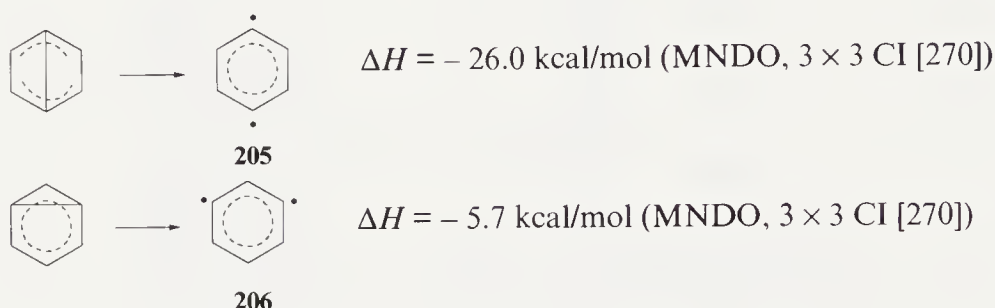 ΔH = – 26.0 kcal/mol (MNDO, 3 × 3 CI [270])
205
ΔH = – 5.7 kcal/mol (MNDO, 3 × 3 CI [270])
206